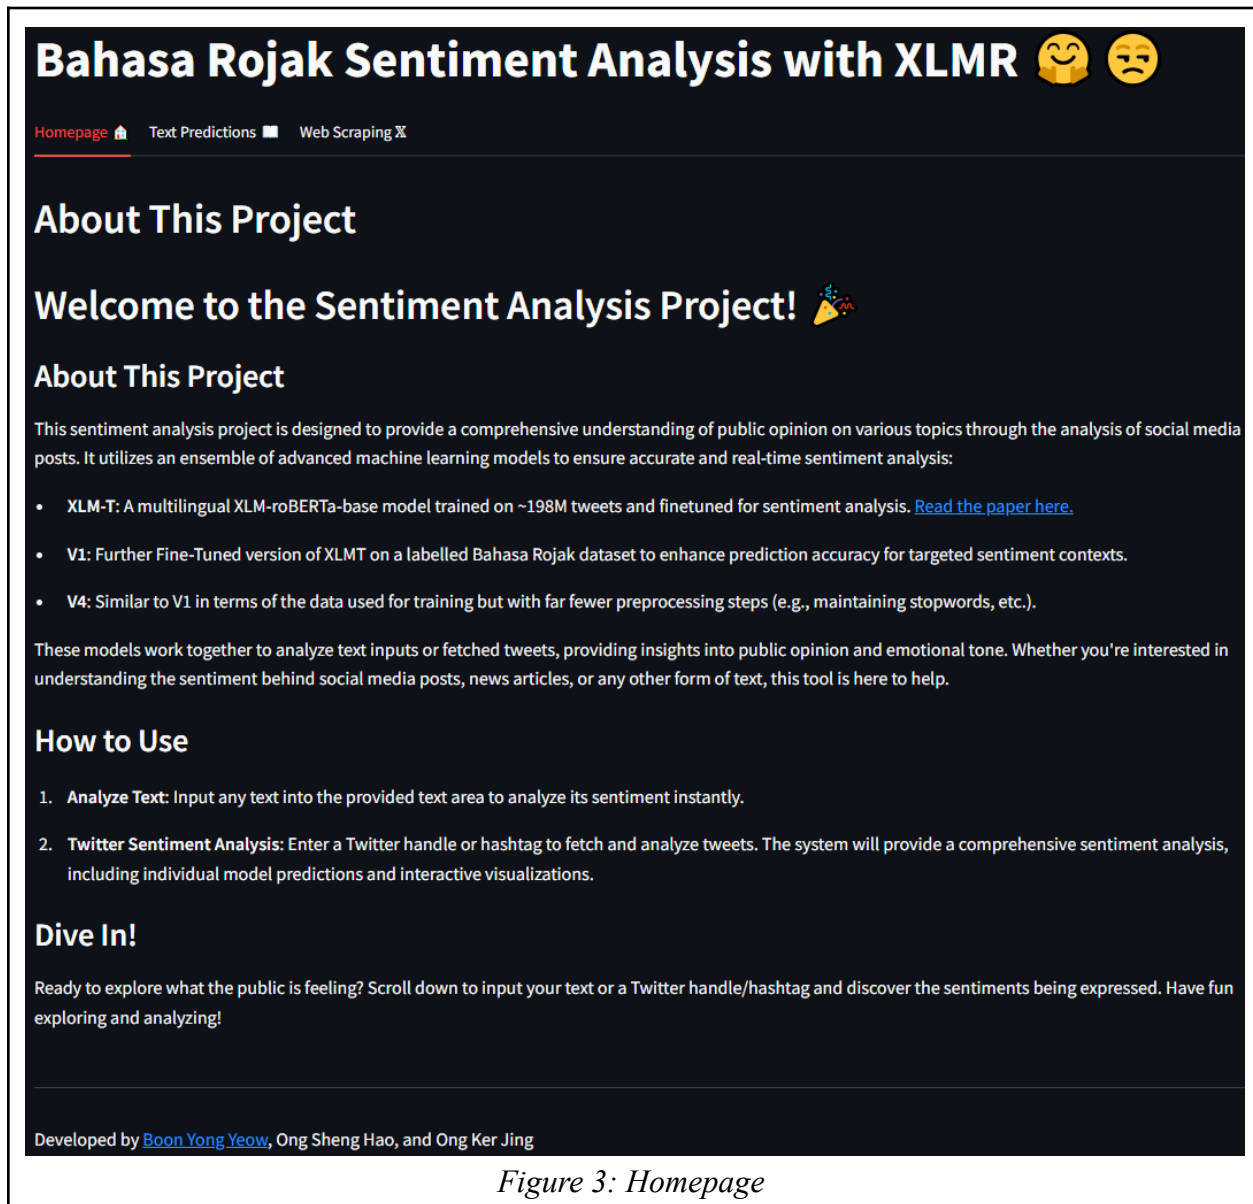 Bahasa Rojak Sentiment Analysis with XLMR 🤗 😒
Homepage 🏠 Text Predictions 📖 Web Scraping 𝕏
About This Project
Welcome to the Sentiment Analysis Project! 🎉
About This Project
This sentiment analysis project is designed to provide a comprehensive understanding of public opinion on various topics through the analysis of social media
posts. It utilizes an ensemble of advanced machine learning models to ensure accurate and real-time sentiment analysis:
• XLM-T: A multilingual XLM-roBERTa-base model trained on ~198M tweets and finetuned for sentiment analysis. Read the paper here.
• V1: Further Fine-Tuned version of XLMT on a labelled Bahasa Rojak dataset to enhance prediction accuracy for targeted sentiment contexts.
• V4: Similar to V1 in terms of the data used for training but with far fewer preprocessing steps (e.g., maintaining stopwords, etc.).
These models work together to analyze text inputs or fetched tweets, providing insights into public opinion and emotional tone. Whether you're interested in
understanding the sentiment behind social media posts, news articles, or any other form of text, this tool is here to help.
How to Use
1. Analyze Text: Input any text into the provided text area to analyze its sentiment instantly.
2. Twitter Sentiment Analysis: Enter a Twitter handle or hashtag to fetch and analyze tweets. The system will provide a comprehensive sentiment analysis,
including individual model predictions and interactive visualizations.
Dive In!
Ready to explore what the public is feeling? Scroll down to input your text or a Twitter handle/hashtag and discover the sentiments being expressed. Have fun
exploring and analyzing!
Developed by Boon Yong Yeow, Ong Sheng Hao, and Ong Ker Jing
Figure 3: Homepage